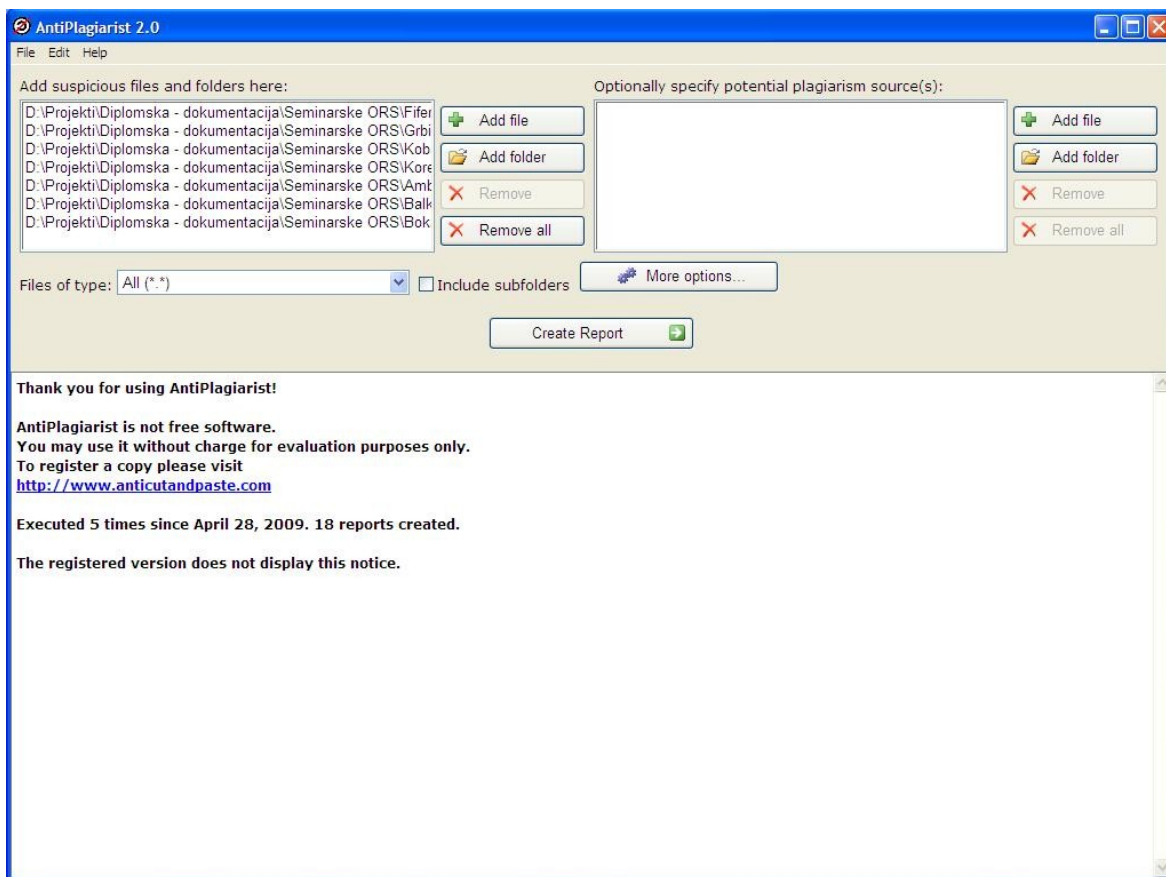 AntiPlagiarist 2.0
File Edit Help
Add suspicious files and folders here:
D:\Projekti\Diplomska - dokumentacija\Seminarske ORS\Fifer
D:\Projekti\Diplomska - dokumentacija\Seminarske ORS\Grbi
D:\Projekti\Diplomska - dokumentacija\Seminarske ORS\Kob
D:\Projekti\Diplomska - dokumentacija\Seminarske ORS\Kore
D:\Projekti\Diplomska - dokumentacija\Seminarske ORS\Amb
D:\Projekti\Diplomska - dokumentacija\Seminarske ORS\Balk
D:\Projekti\Diplomska - dokumentacija\Seminarske ORS\Bok
Add file
Add folder
Remove
Remove all
Optionally specify potential plagiarism source(s):
Add file
Add folder
Remove
Remove all
Files of type: All (*.*) Include subfolders More options...
Create Report
Thank you for using AntiPlagiarist!
AntiPlagiarist is not free software.
You may use it without charge for evaluation purposes only.
To register a copy please visit
http://www.anticutandpaste.com
Executed 5 times since April 28, 2009. 18 reports created.
The registered version does not display this notice.